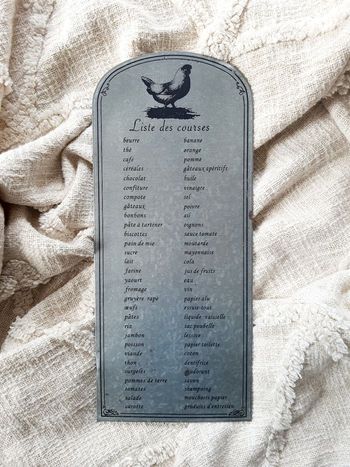 Liste des courses
beurre
thé
café
céréales
chocolat
confiture
compote
gâteaux
bonbons
pâte à tartener
biscottes
pain de mie
sucre
lait
farine
yaourt
fromage
gruyère rapé
œufs
pâtes
riz
jambon
poisson
viande
thon
surgelés
pommes de terre
tomates
salade
carotte
banane
orange
pomme
gâteaux apéritifs
huile
vinaigre
sel
poivre
ail
oignons
sauce tomate
moutarde
mayonnaise
cola
jus de fruits
eau
vin
papier alu
essuie-tout
liquide vaisselle
sac poubelle
lessive
papier toilette
coton
dentifrice
déodorant
savon
shampoing
mouchoirs papier
produits d'entretien